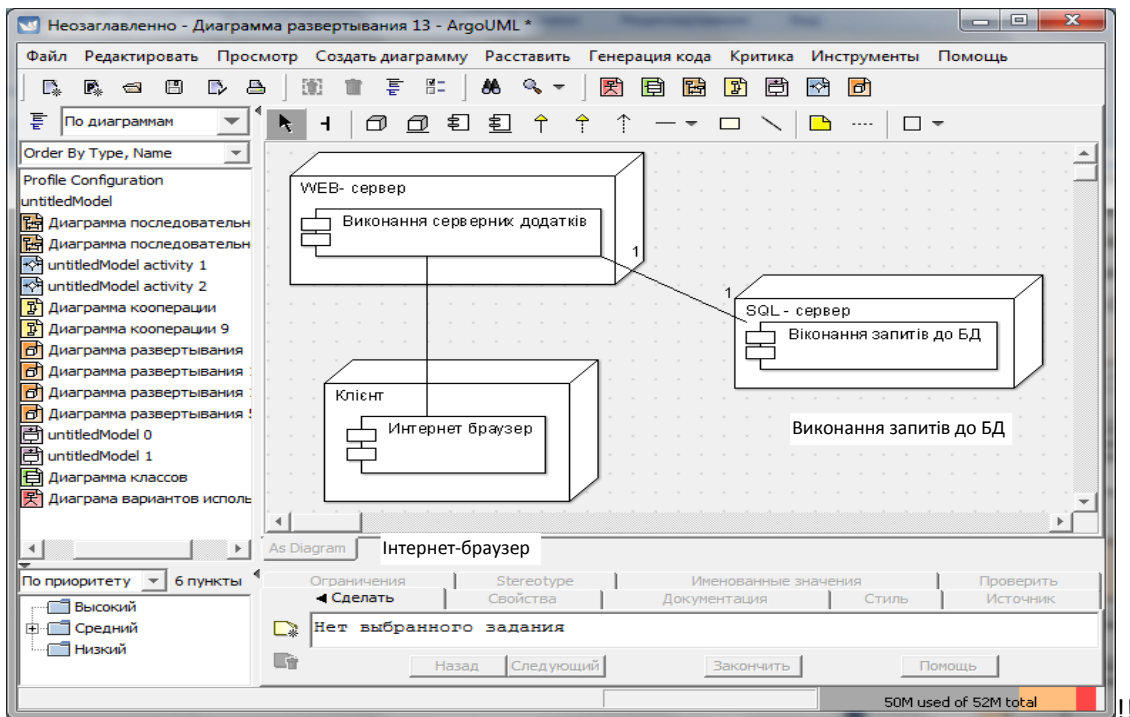 Неозаглавленно - Диаграмма развертывания 13 - ArgoUML *
Файл Редактировать Просмотр Создать диаграмму Расставить Генерация кода Критика Инструменты Помощь
По диаграммам
Order By Type, Name
Profile Configuration
untitledModel
Диаграмма последовательн
Диаграмма последовательн
untitledModel activity 1
untitledModel activity 2
Диаграмма кооперации
Диаграмма кооперации 9
Диаграмма развертывания
Диаграмма развертывания
Диаграмма развертывания
Диаграмма развертывания
untitledModel 0
untitledModel 1
Диаграмма классов
Диаграма вариантов исполь
WEB- сервер
Виконання серверних додатків
1
1
SQL - сервер
Віконання запитів до БД
Клієнт
Интернет браузер
Виконання запитів до БД
As Diagram
Інтернет-браузер
По приоритету 6 пункты
Высокий
Средний
Низкий
Ограничения Stereotype Именованные значения Проверить
Сделать Свойства Документация Стиль Источник
Нет выбранного задания
Назад Следующий Закончить Помощь
50M used of 52M total
!!